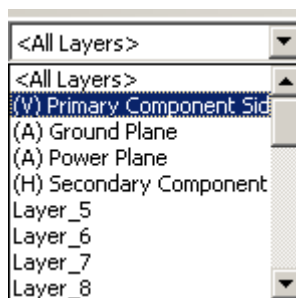 <All Layers>
<All Layers>
(V) Primary Component Sid
(A) Ground Plane
(A) Power Plane
(H) Secondary Component
Layer_5
Layer_6
Layer_7
Layer_8